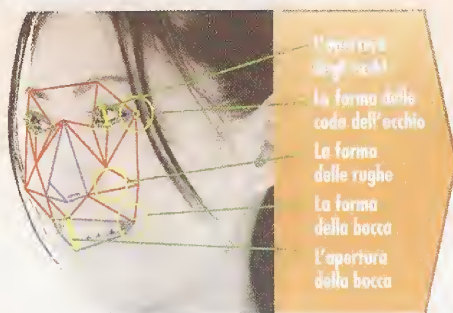 L'apertura
degli occhi
La forma della
coda dell'occhio
La forma
delle rughe
La forma
della bocca
L'apertura
della bocca